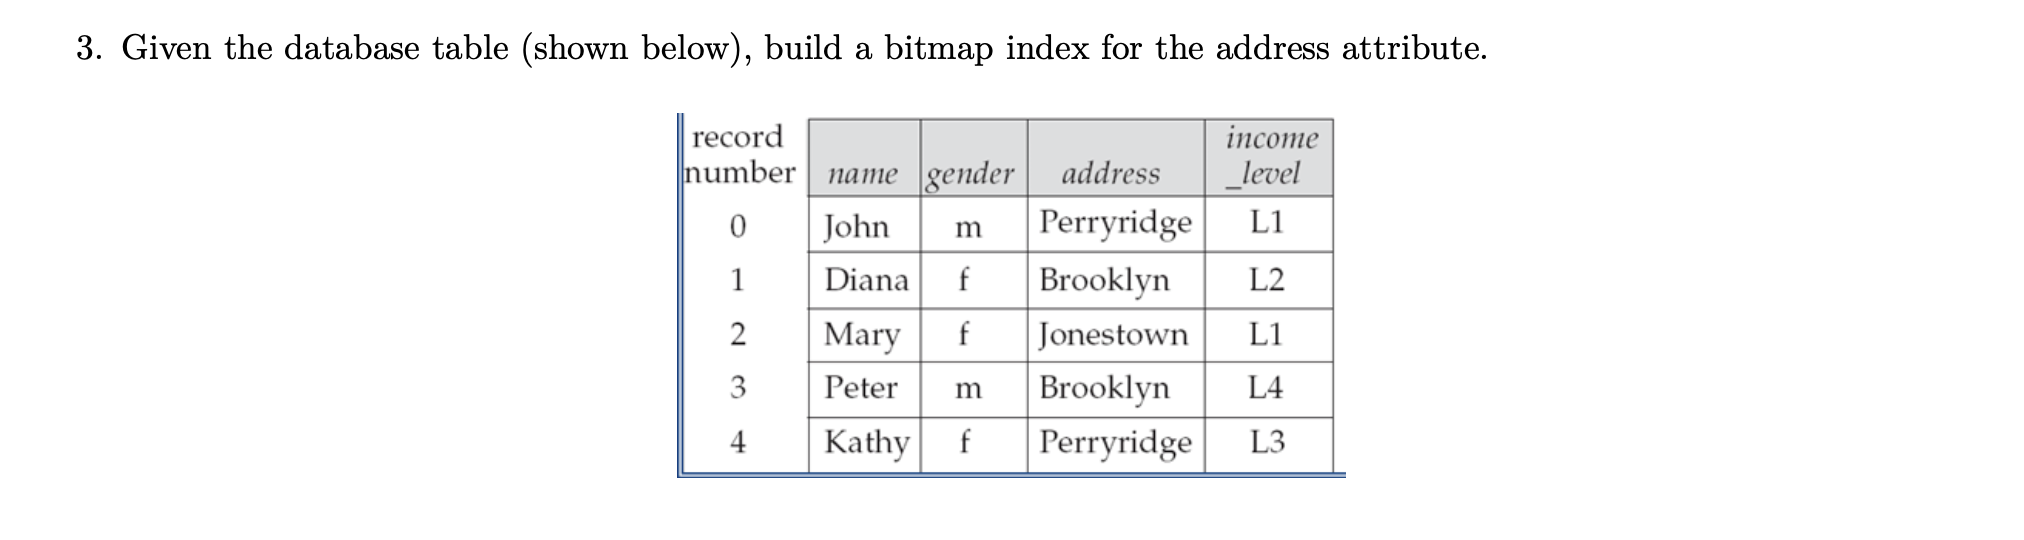 3. Given the database table (shown below), build a bitmap index for the address attribute.
record number name gender address income _level
0 John m Perryridge L1
1 Diana f Brooklyn L2
2 Mary f Jonestown L1
3 Peter m Brooklyn L4
4 Kathy f Perryridge L3